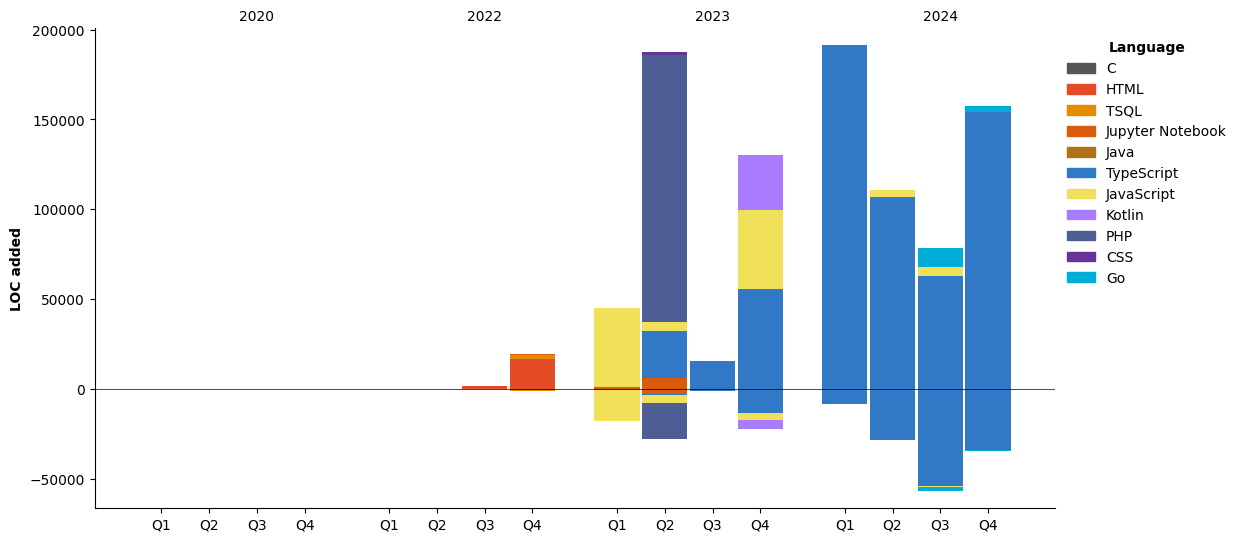 2020 2022 2023 2024
200000
150000
100000
50000
0
−50000
LOC added
Q1 Q2 Q3 Q4 Q1 Q2 Q3 Q4 Q1 Q2 Q3 Q4 Q1 Q2 Q3 Q4
Language
C
HTML
TSQL
Jupyter Notebook
Java
TypeScript
JavaScript
Kotlin
PHP
CSS
Go